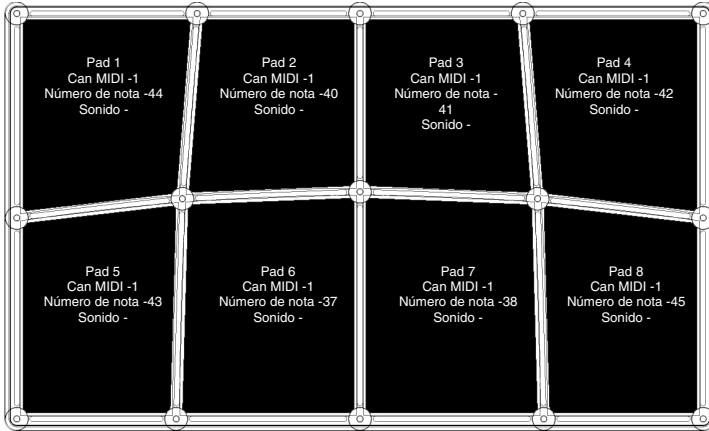 Pad 1
Can MIDI -1
Número de nota -44
Sonido -
Pad 2
Can MIDI -1
Número de nota -40
Sonido -
Pad 3
Can MIDI -1
Número de nota -
41
Sonido -
Pad 4
Can MIDI -1
Número de nota -42
Sonido -
Pad 5
Can MIDI -1
Número de nota -43
Sonido -
Pad 6
Can MIDI -1
Número de nota -37
Sonido -
Pad 7
Can MIDI -1
Número de nota -38
Sonido -
Pad 8
Can MIDI -1
Número de nota -45
Sonido -